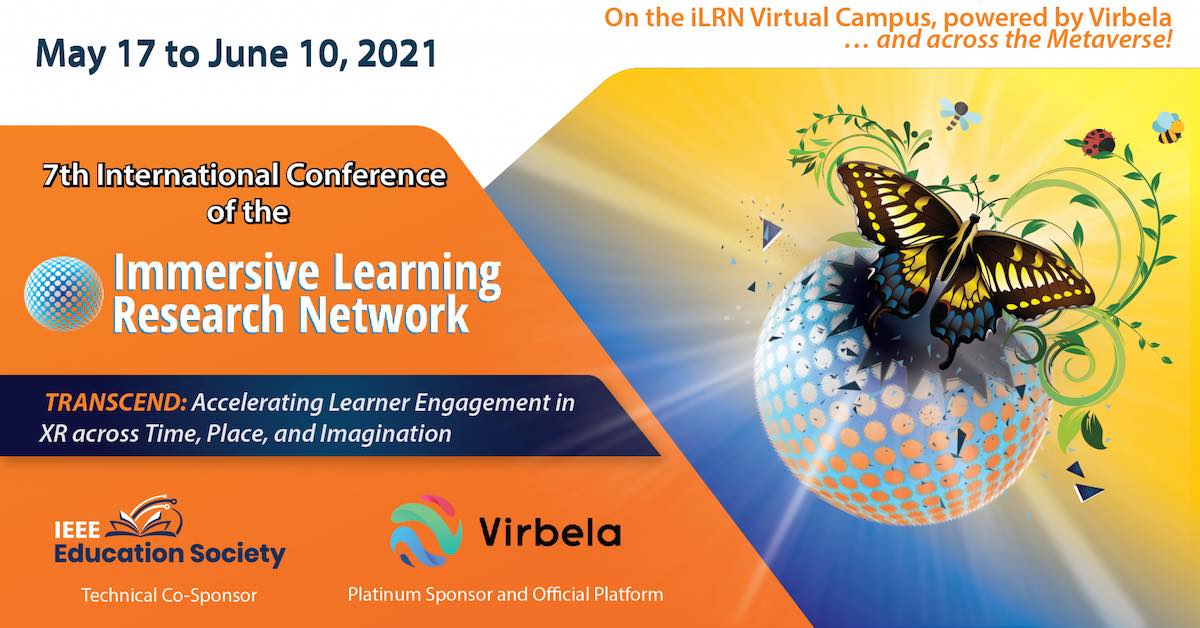 May 17 to June 10, 2021
On the iLRN Virtual Campus, powered by Virbela
... and across the Metaverse!
7th International Conference
of the
Immersive Learning
Research Network
TRANSCEND: Accelerating Learner Engagement in
XR across Time, Place, and Imagination
IEEE
Education Society
Technical Co-Sponsor
Virbela
Platinum Sponsor and Official Platform